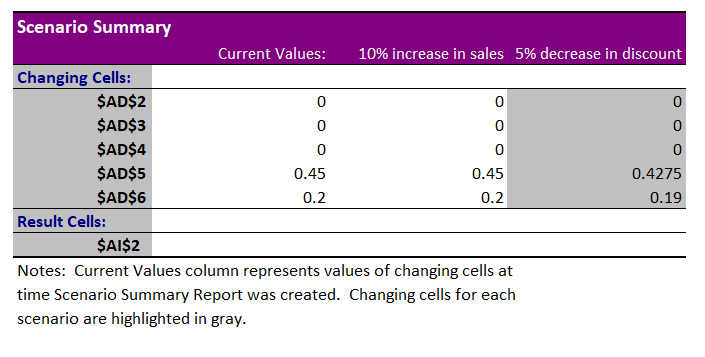 Scenario Summary
Current Values: 10% increase in sales 5% decrease in discount
Changing Cells:
$AD$2 0 0 0
$AD$3 0 0 0
$AD$4 0 0 0
$AD$5 0.45 0.45 0.4275
$AD$6 0.2 0.2 0.19
Result Cells:
$AI$2
Notes: Current Values column represents values of changing cells at
time Scenario Summary Report was created. Changing cells for each
scenario are highlighted in gray.